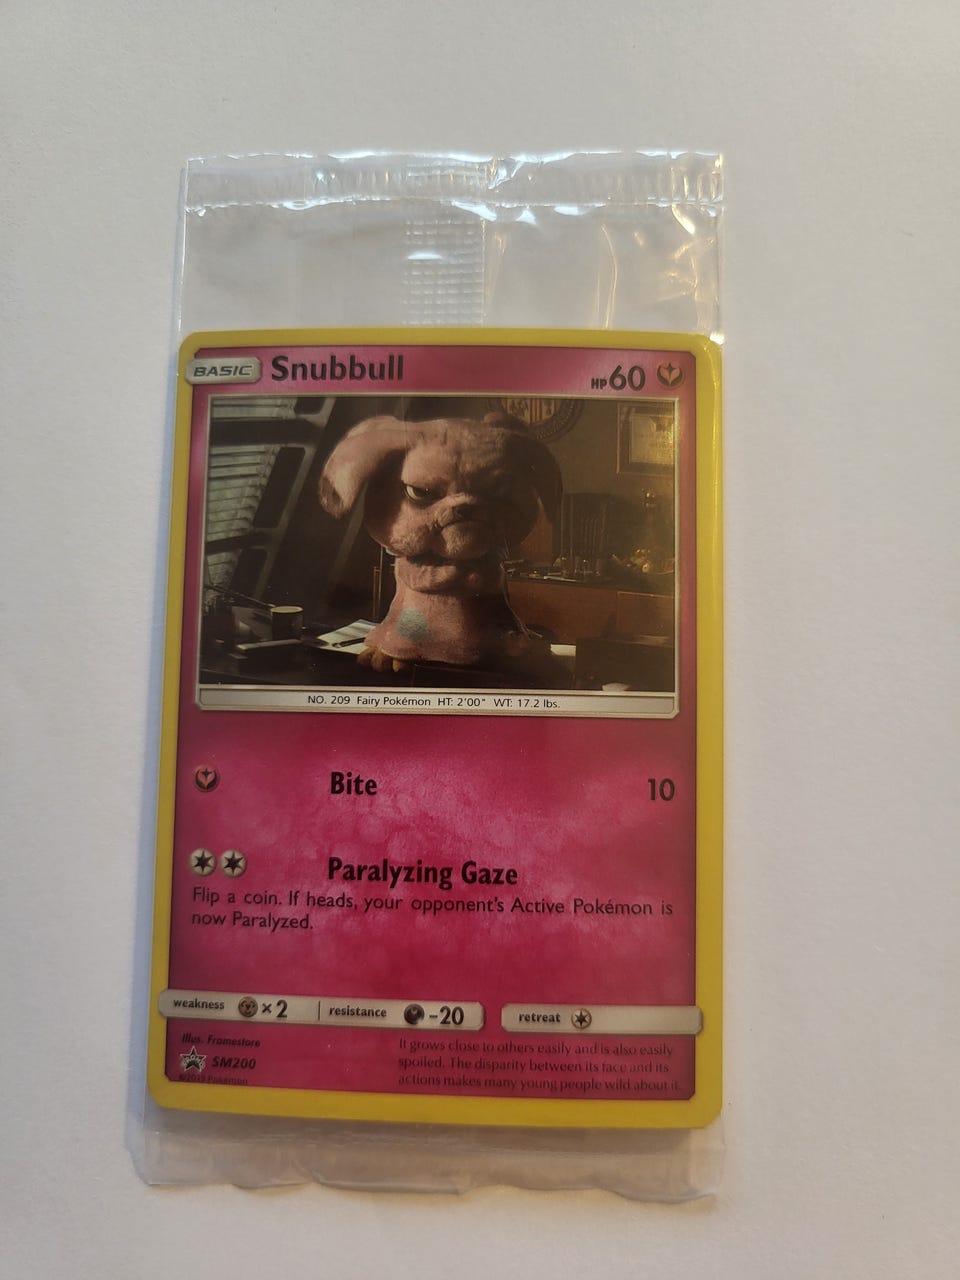 BASIC Snubbull HP60
NO. 209 Fairy Pokémon HT: 2'00" WT: 17.2 lbs.
Bite 10
Paralyzing Gaze
Flip a coin. If heads, your opponent's Active Pokémon is
now Paralyzed.
weakness ×2 resistance -20 retreat
Illus. Framestore
SM200
©2019 Pokémon
It grows close to others easily and is also easily
spoiled. The disparity between its face and its
actions makes many young people wild about it.